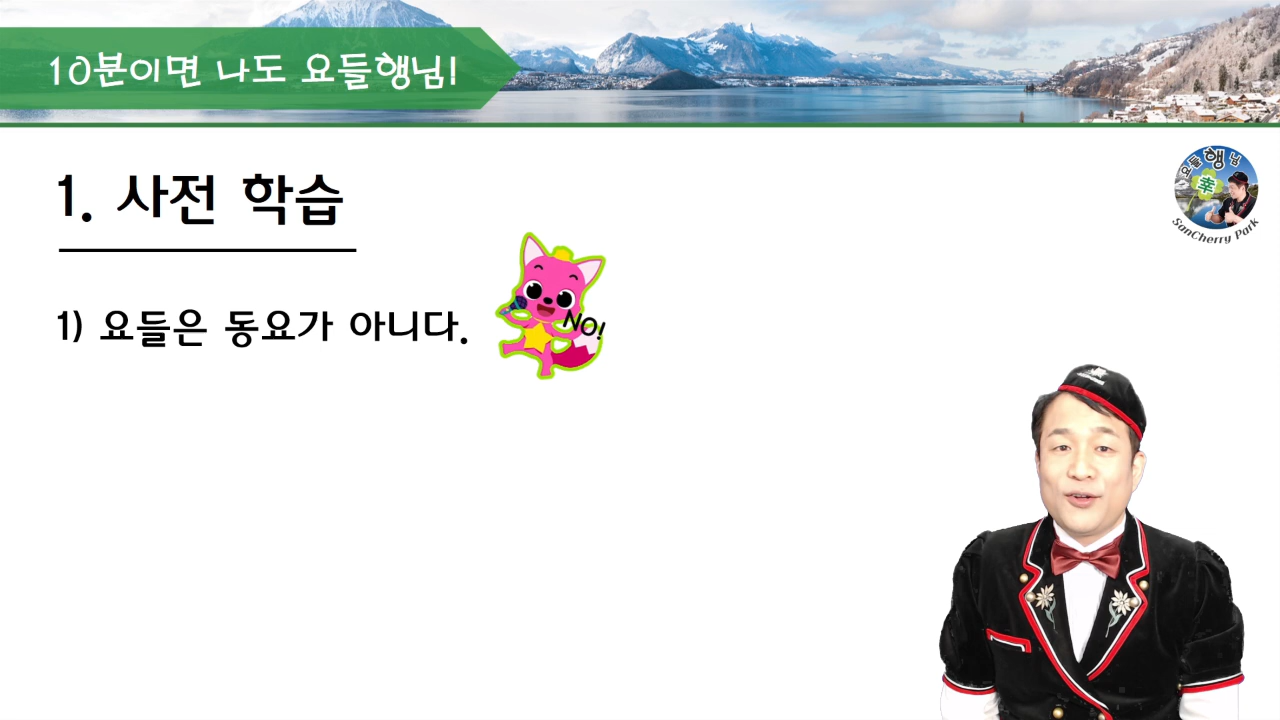 10분이면 나도 요들행님!
요들행님
幸
SanCherry Park
1. 사전 학습
1) 요들은 동요가 아니다.
NO!